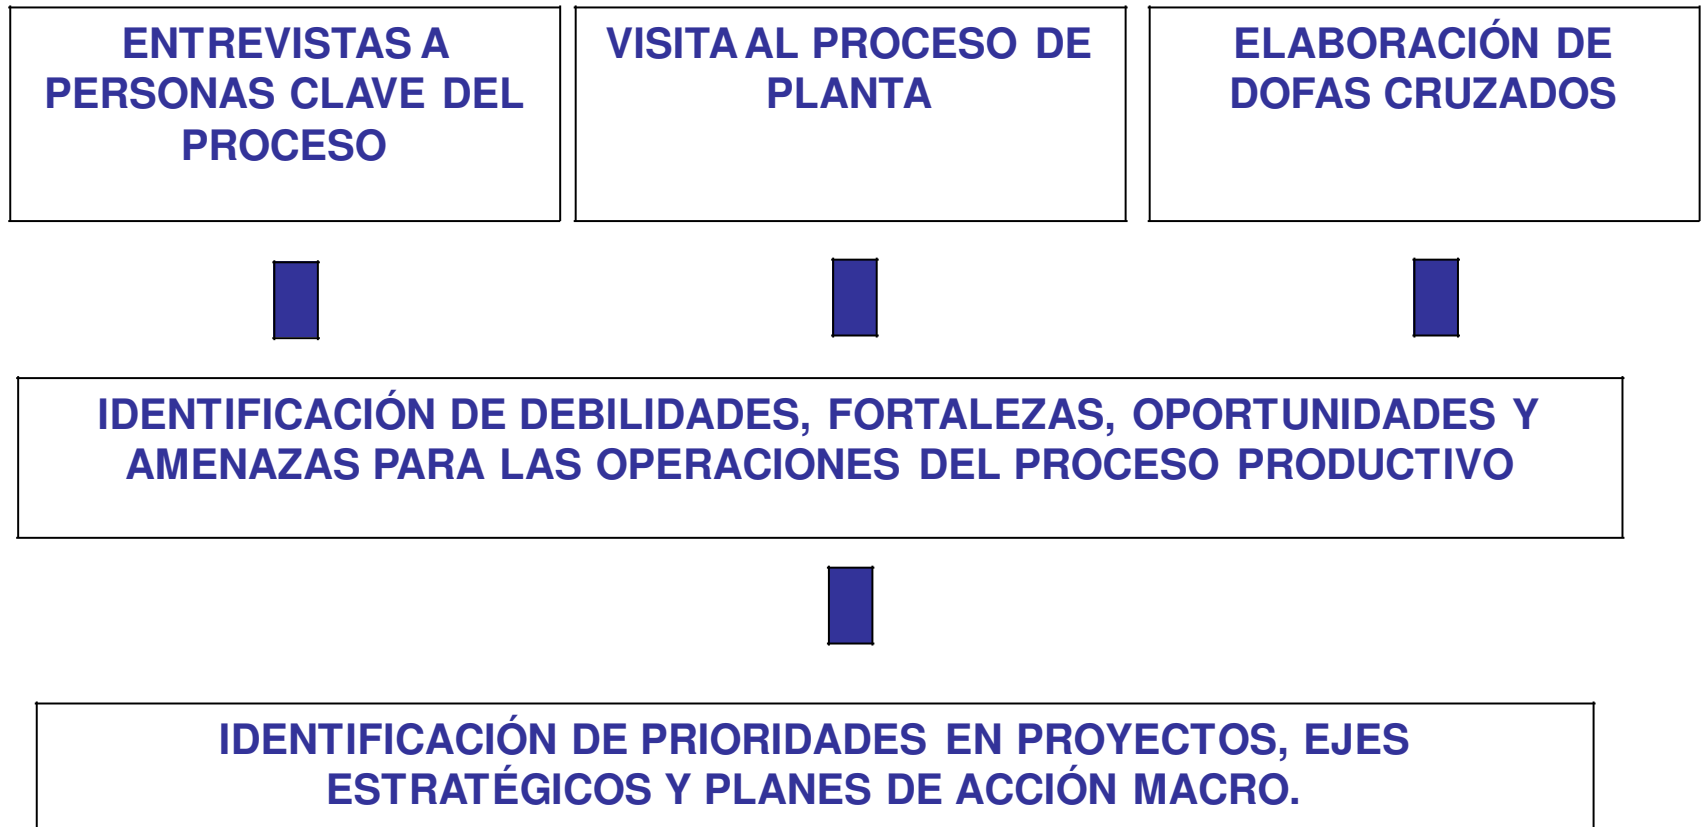 ENTREVISTAS A
PERSONAS CLAVE DEL
PROCESO
VISITA AL PROCESO DE
PLANTA
ELABORACIÓN DE
DOFAS CRUZADOS
IDENTIFICACIÓN DE DEBILIDADES, FORTALEZAS, OPORTUNIDADES Y
AMENAZAS PARA LAS OPERACIONES DEL PROCESO PRODUCTIVO
IDENTIFICACIÓN DE PRIORIDADES EN PROYECTOS, EJES
ESTRATÉGICOS Y PLANES DE ACCIÓN MACRO.